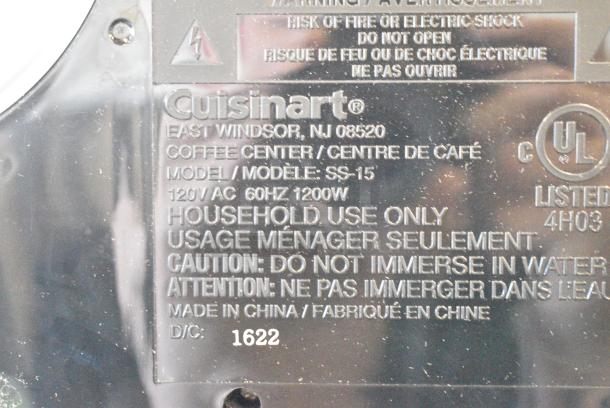 WARNING / AVERTISSEMENT
RISK OF FIRE OR ELECTRIC SHOCK
DO NOT OPEN
RISQUE DE FEU OU DE CHOC ÉLECTRIQUE
NE PAS OUVRIR
Cuisinart®
EAST WINDSOR, NJ 08520
COFFEE CENTER / CENTRE DE CAFÉ
MODEL / MODÈLE: SS-15
120V AC 60HZ 1200W
C UL ®
LISTED
4H03
HOUSEHOLD USE ONLY
USAGE MÉNAGER SEULEMENT
CAUTION: DO NOT IMMERSE IN WATER
ATTENTION: NE PAS IMMERGER DANS L'EAU
MADE IN CHINA / FABRIQUÉ EN CHINE
D/C: 1622